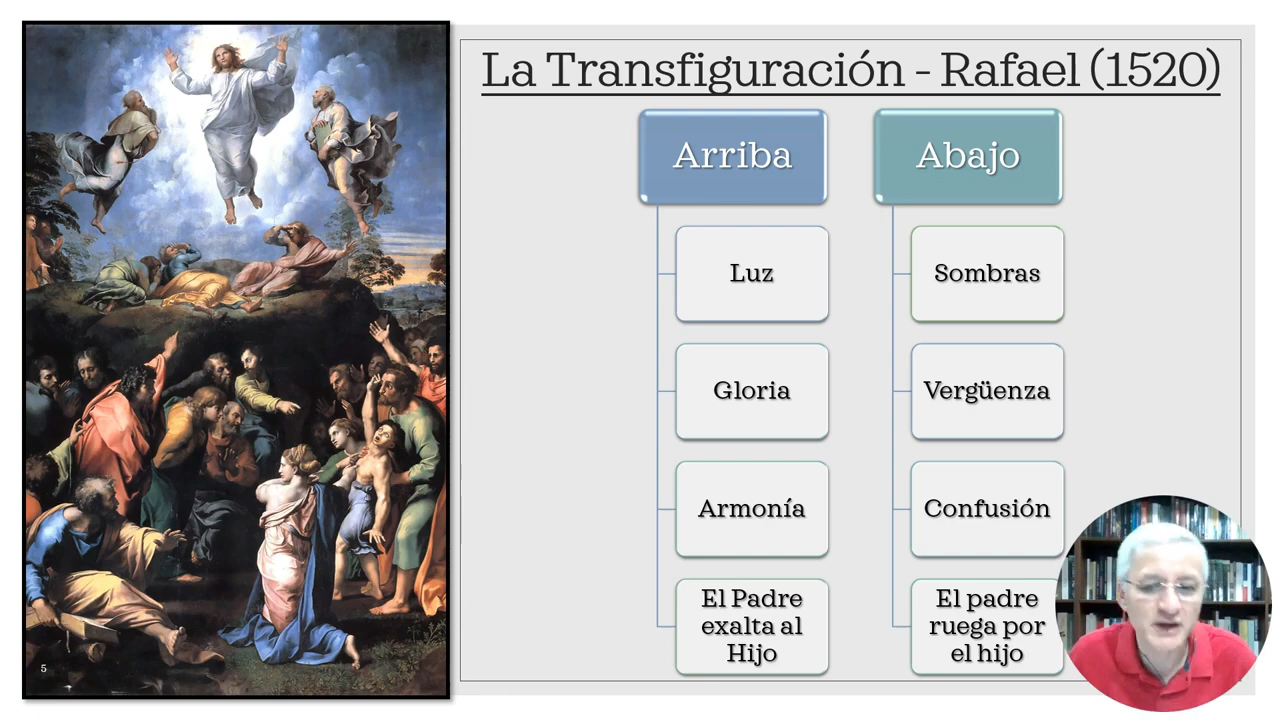 La Transfiguración - Rafael (1520)
Arriba
Luz
Gloria
Armonía
El Padre
exalta al
Hijo
Abajo
Sombras
Vergüenza
Confusión
El padre
ruega por
el hijo
5